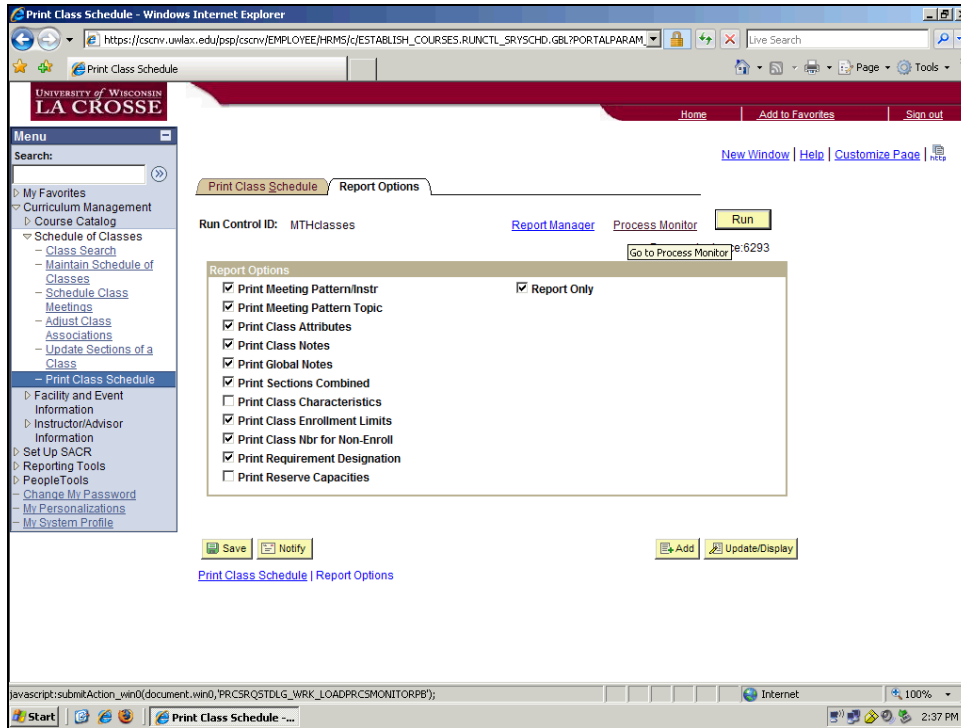 Print Class Schedule - Windows Internet Explorer
https://cscnv.uwlax.edu/psp/cscnv/EMPLOYEE/HRMS/c/ESTABLISH_COURSES.RUNCTL_SRYSCHD.GBL?PORTALPARAM_
Live Search
Print Class Schedule
Page
Tools
UNIVERSITY of WISCONSIN
LA CROSSE
Home
Add to Favorites
Sign out
Menu
Search:
My Favorites
Curriculum Management
Course Catalog
Schedule of Classes
– Class Search
– Maintain Schedule of
Classes
– Schedule Class
Meetings
– Adjust Class
Associations
– Update Sections of a
Class
– Print Class Schedule
Facility and Event
Information
Instructor/Advisor
Information
Set Up SACR
Reporting Tools
PeopleTools
– Change My Password
– My Personalizations
– My System Profile
New Window | Help | Customize Page |
http
Print Class Schedule
Report Options
Run Control ID: MTHclasses
Report Manager
Process Monitor
Run
Go to Process Monitor
:6293
Report Options
Print Meeting Pattern/Instr
Report Only
Print Meeting Pattern Topic
Print Class Attributes
Print Class Notes
Print Global Notes
Print Sections Combined
Print Class Characteristics
Print Class Enrollment Limits
Print Class Nbr for Non-Enroll
Print Requirement Designation
Print Reserve Capacities
Save
Notify
Add
Update/Display
Print Class Schedule | Report Options
javascript:submitAction_win0(document.win0,'PRCSRQSTDLG_WRK_LOADPRCSMONITORPB');
Internet
100%
Start
Print Class Schedule -...
2:37 PM